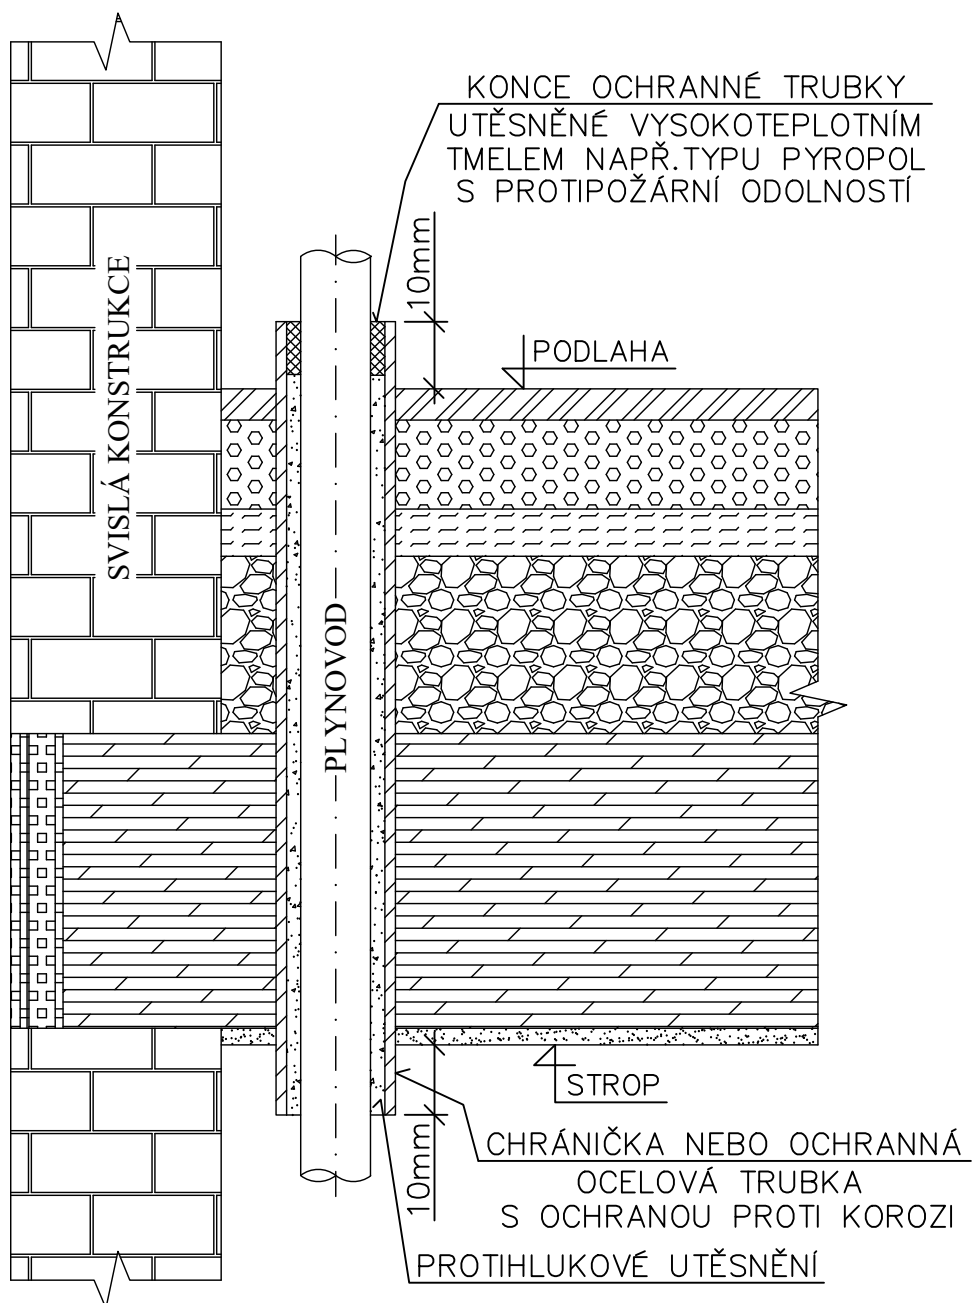 KONCE OCHRANNÉ TRUBKY
UTĚSNĚNÉ VYSOKOTEPLOTNÍM
TMELEM NAPŘ.TYPU PYROPOL
S PROTIPOŽÁRNÍ ODOLNOSTÍ
10mm
PODLAHA
SVISLÁ KONSTRUKCE
PLYNOVOD
STROP
10mm
CHRÁNIČKA NEBO OCHRANNÁ
OCELOVÁ TRUBKA
S OCHRANOU PROTI KOROZI
PROTIHLUKOVÉ UTĚSNĚNÍ